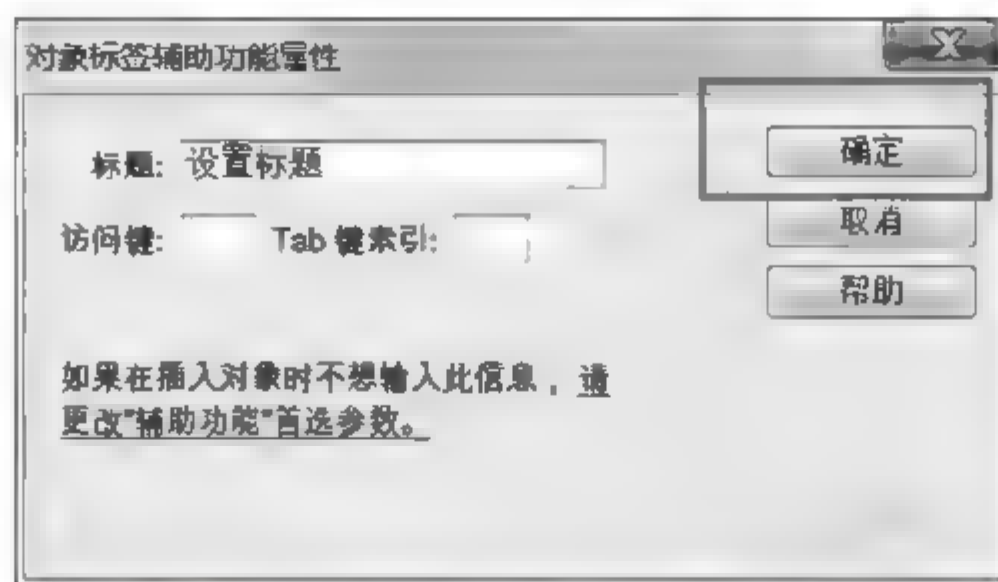 对象标签辅助功能属性
标题: 设置标题
确定
访问键: Tab 键索引:
取消
帮助
如果在插入对象时不想输入此信息，请
更改"辅助功能"首选参数。